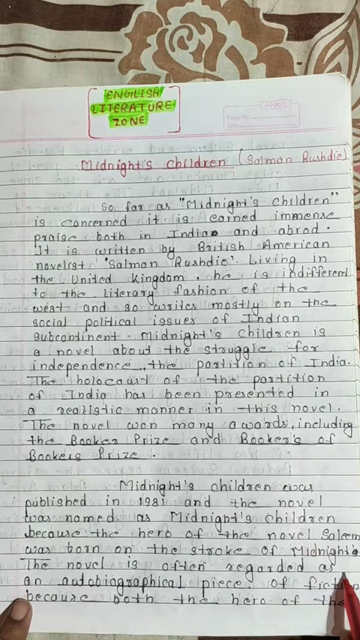 ENGLISH
LITERATURE
ZONE
Midnight's Children (Salman Rushdie)
So far as "Midnight's children"
is concerned it is earned immense
praise both in India and abrod.
It is written by British American
novelist 'Salman Rushdie'. Living in
the United Kingdom. he is indifferent
to the literary fashion of the
west and so writes mostly on the
social political issues of Indian
subcontinent. Midnight's Children is
a novel about the struggle for
independence, the partition of India.
The holocaust of the partition
of India has been presented in
a realistic manner in this novel.
The novel won many awards, including
the Booker Prize and Booker's of
Bookers Prize.
Midnight's children was
published in 1981 and the novel
was named as Midnight's children
because the hero of the novel Saleem
was born on the stroke of Midnight.
The novel is often regarded as
an autobiographical piece of fiction
because both the hero of the